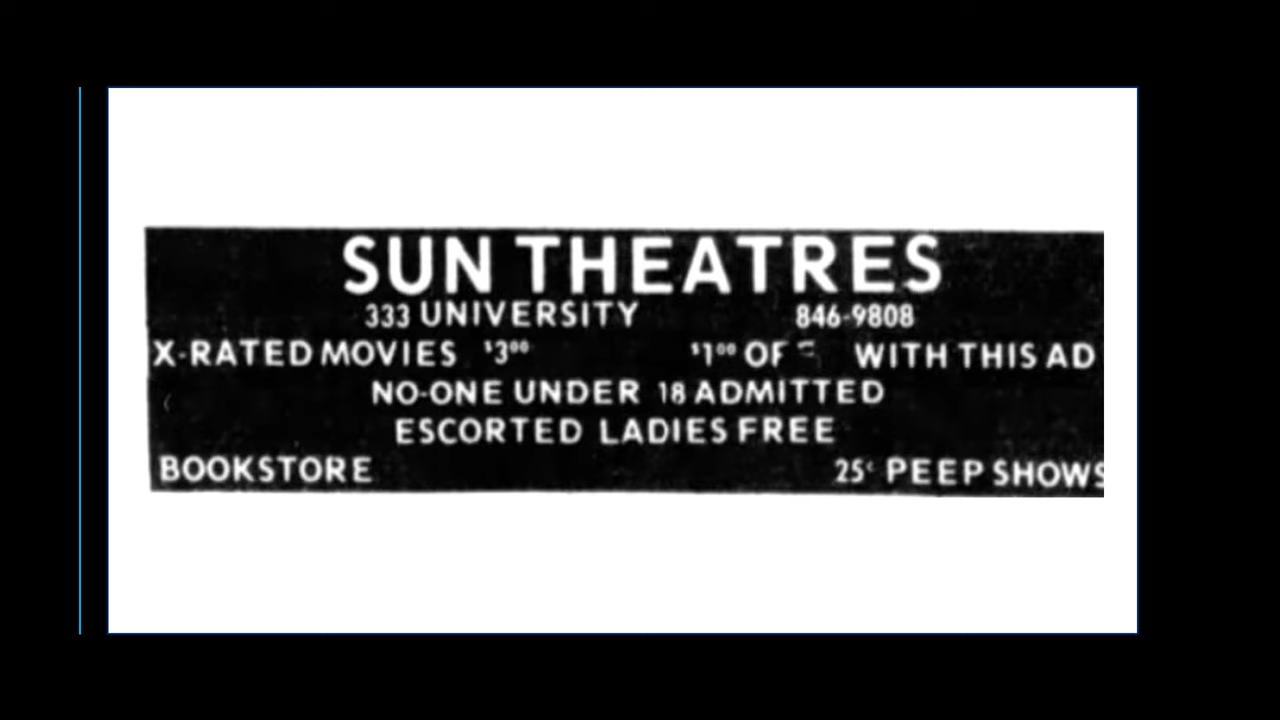 SUN THEATRES
333 UNIVERSITY 846-9808
X-RATED MOVIES $3⁰⁰ $1⁰⁰ OF WITH THIS AD
NO-ONE UNDER 18 ADMITTED
ESCORTED LADIES FREE
BOOKSTORE 25¢ PEEP SHOWS